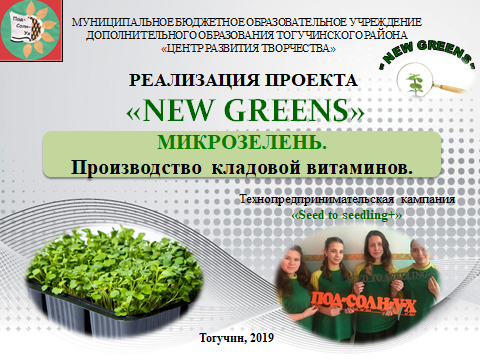 МУНИЦИПАЛЬНОЕ БЮДЖЕТНОЕ ОБРАЗОВАТЕЛЬНОЕ УЧРЕЖДЕНИЕ
ДОПОЛНИТЕЛЬНОГО ОБРАЗОВАНИЯ ТОГУЧИНСКОГО РАЙОНА
«ЦЕНТР РАЗВИТИЯ ТВОРЧЕСТВА»
Под-
Солн
Ух
"NEW GREENS"
РЕАЛИЗАЦИЯ ПРОЕКТА
«NEW GREENS»
МИКРОЗЕЛЕНЬ.
Производство кладовой витаминов.
Технопредпринимательская кампания
«Seed to seedling+»
ПОД-СОЛН-УХ
Тогучин, 2019